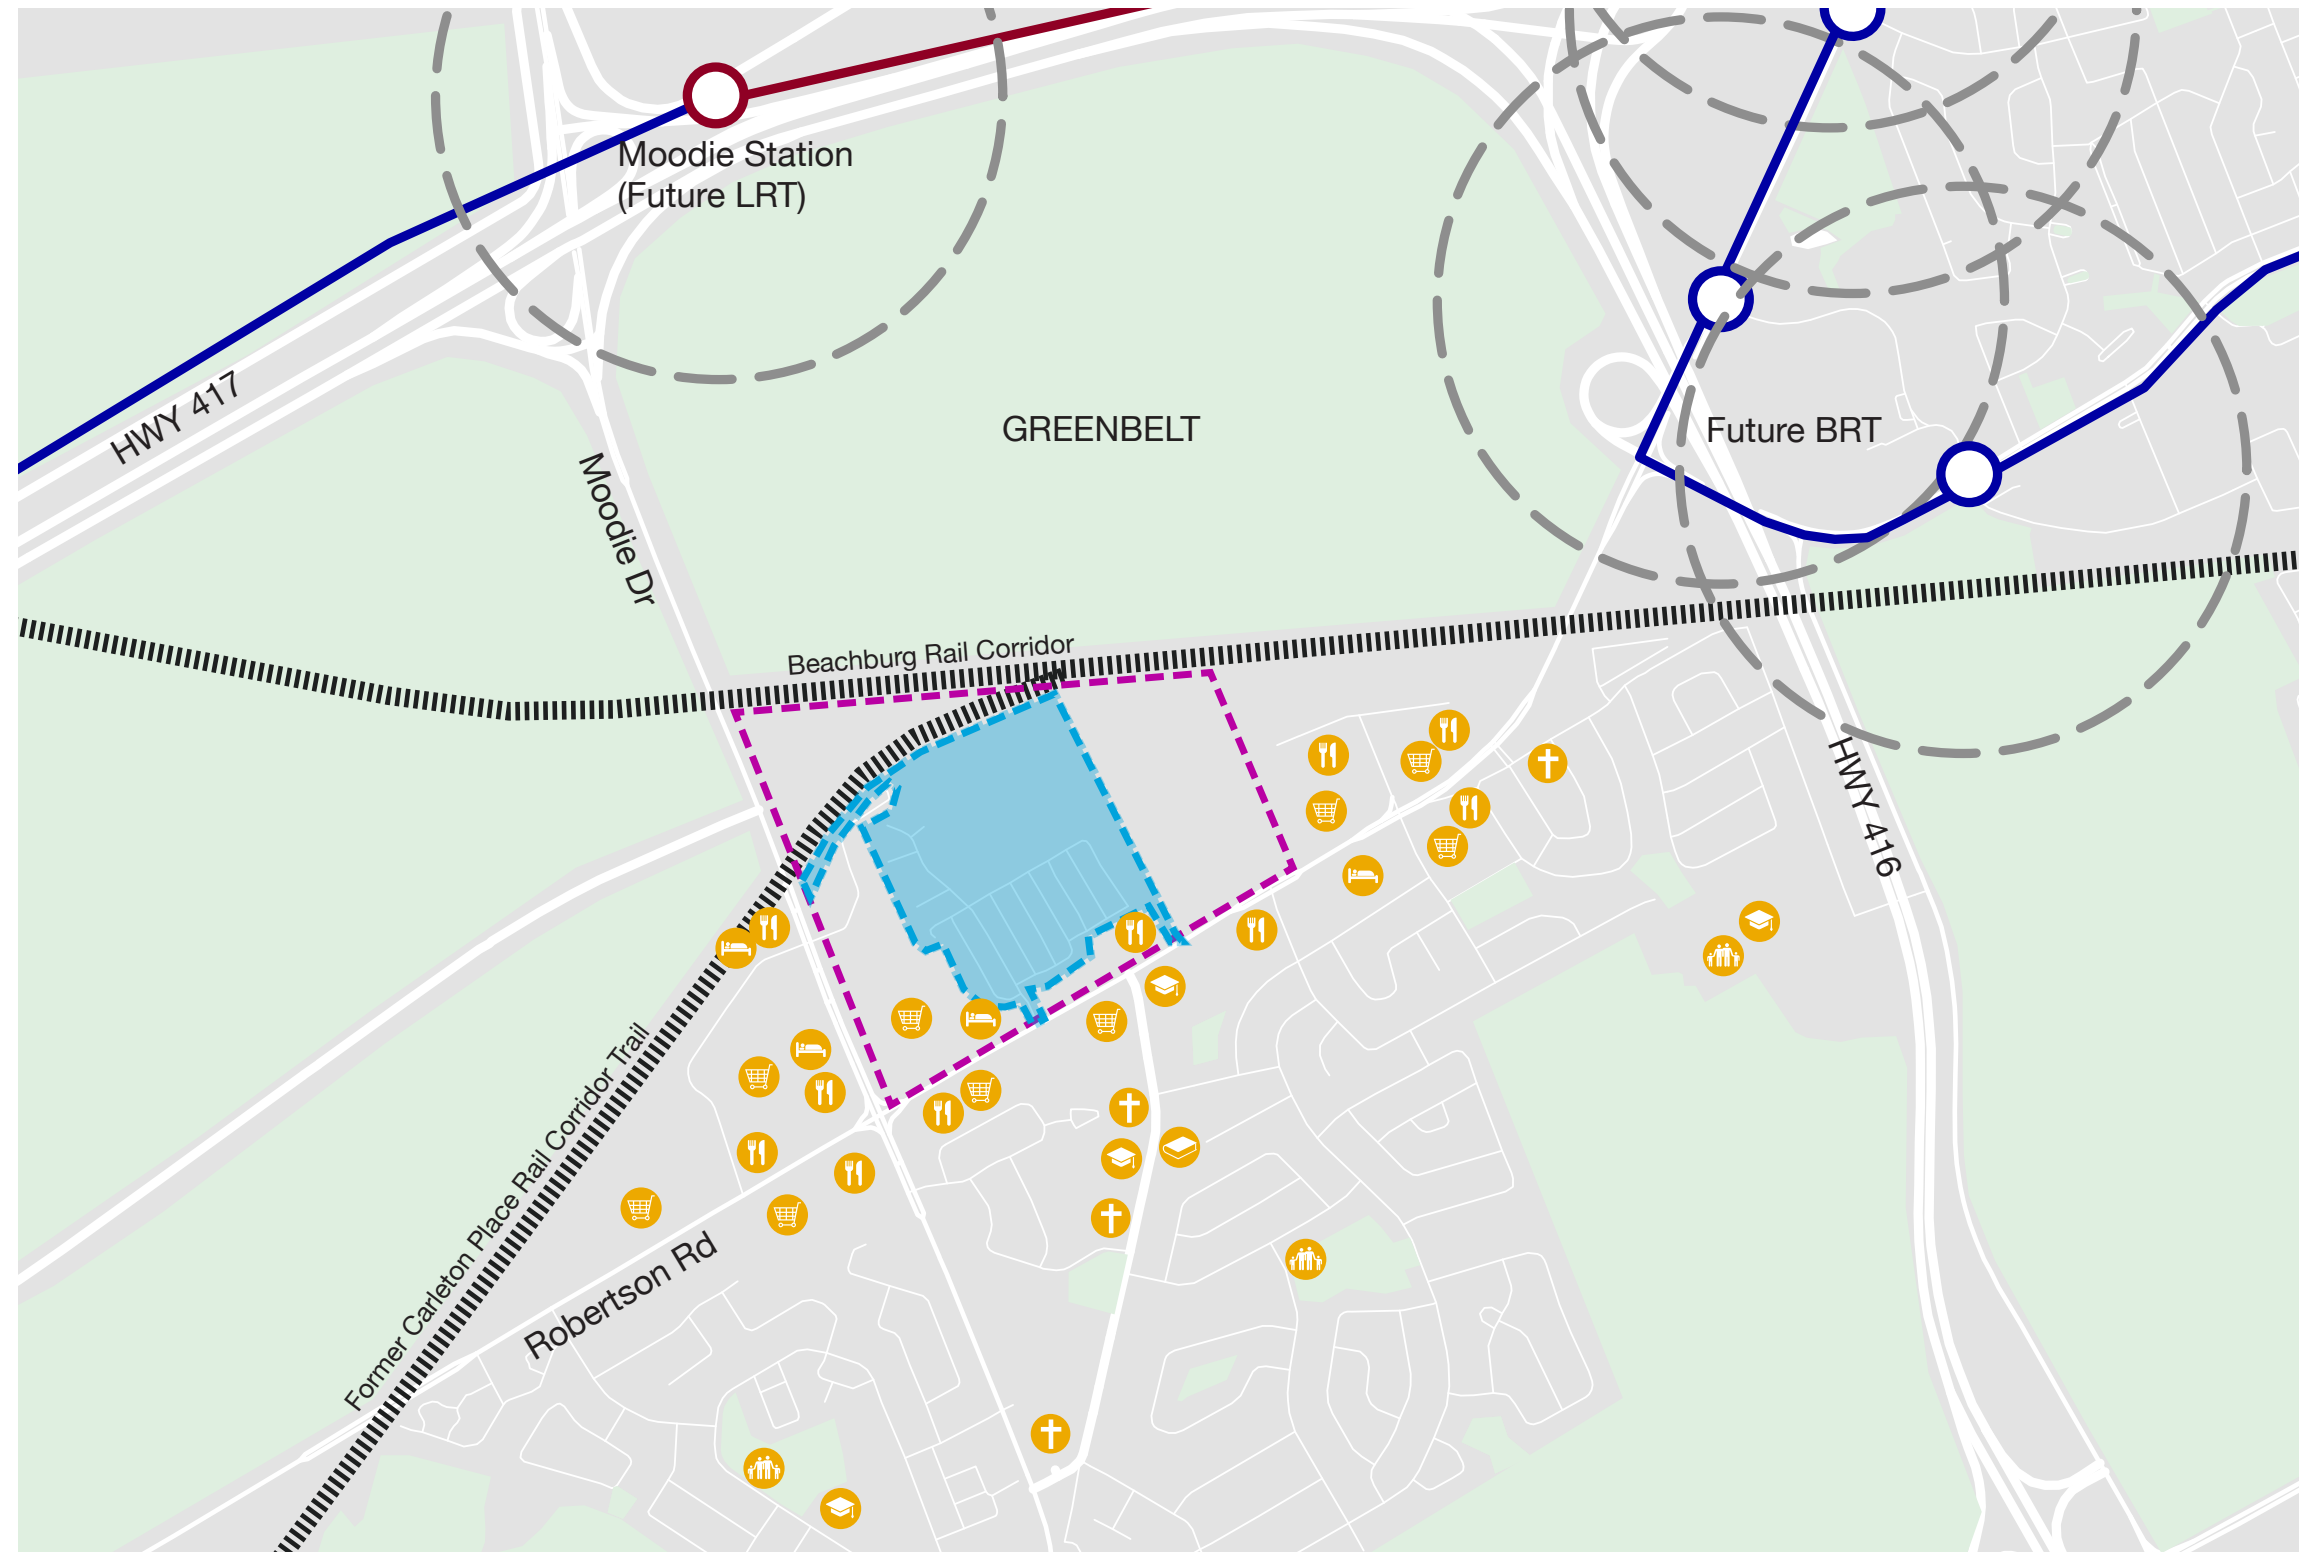 Moodie Station
(Future LRT)
HWY 417
GREENBELT
Future BRT
Moodie Dr
Beachburg Rail Corridor
HWY 416
Former Carleton Place Rail Corridor Trail
Robertson Rd